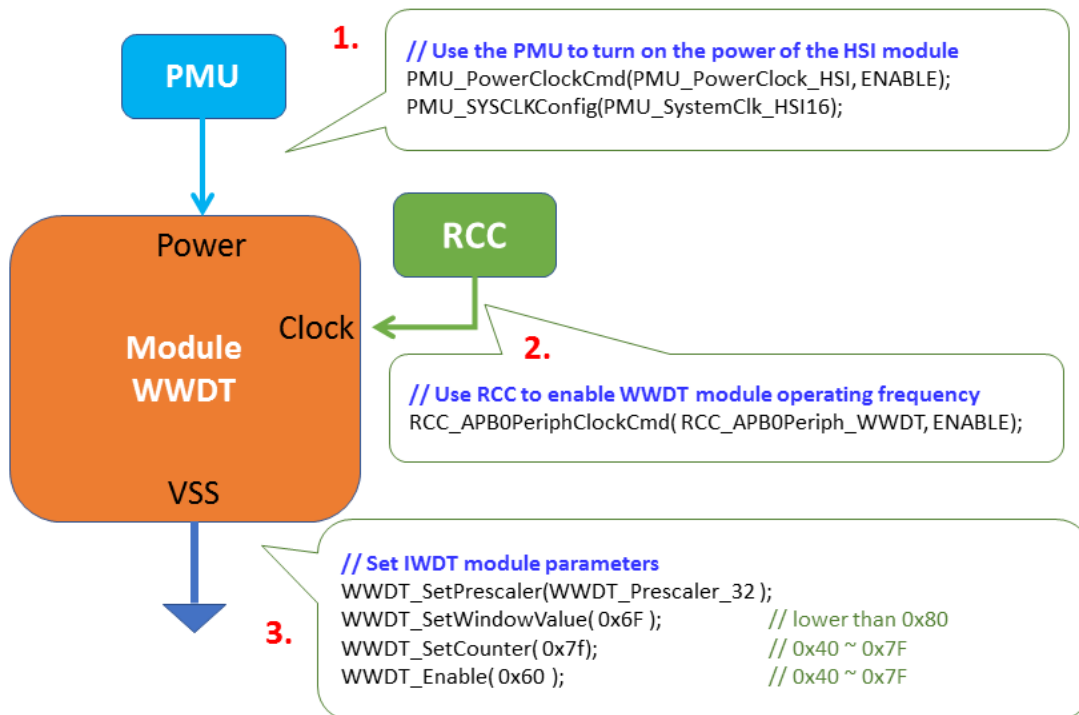 PMU
1.
// Use the PMU to turn on the power of the HSI module
PMU_PowerClockCmd(PMU_PowerClock_HSI, ENABLE);
PMU_SYSCLKConfig(PMU_SystemClk_HSI16);
Power
RCC
Clock
Module
WWDT
2.
// Use RCC to enable WWDT module operating frequency
RCC_APB0PeriphClockCmd( RCC_APB0Periph_WWDT, ENABLE);
VSS
3.
// Set IWDT module parameters
WWDT_SetPrescaler(WWDT_Prescaler_32 );
WWDT_SetWindowValue( 0x6F ); // lower than 0x80
WWDT_SetCounter( 0x7f); // 0x40 ~ 0x7F
WWDT_Enable( 0x60 ); // 0x40 ~ 0x7F